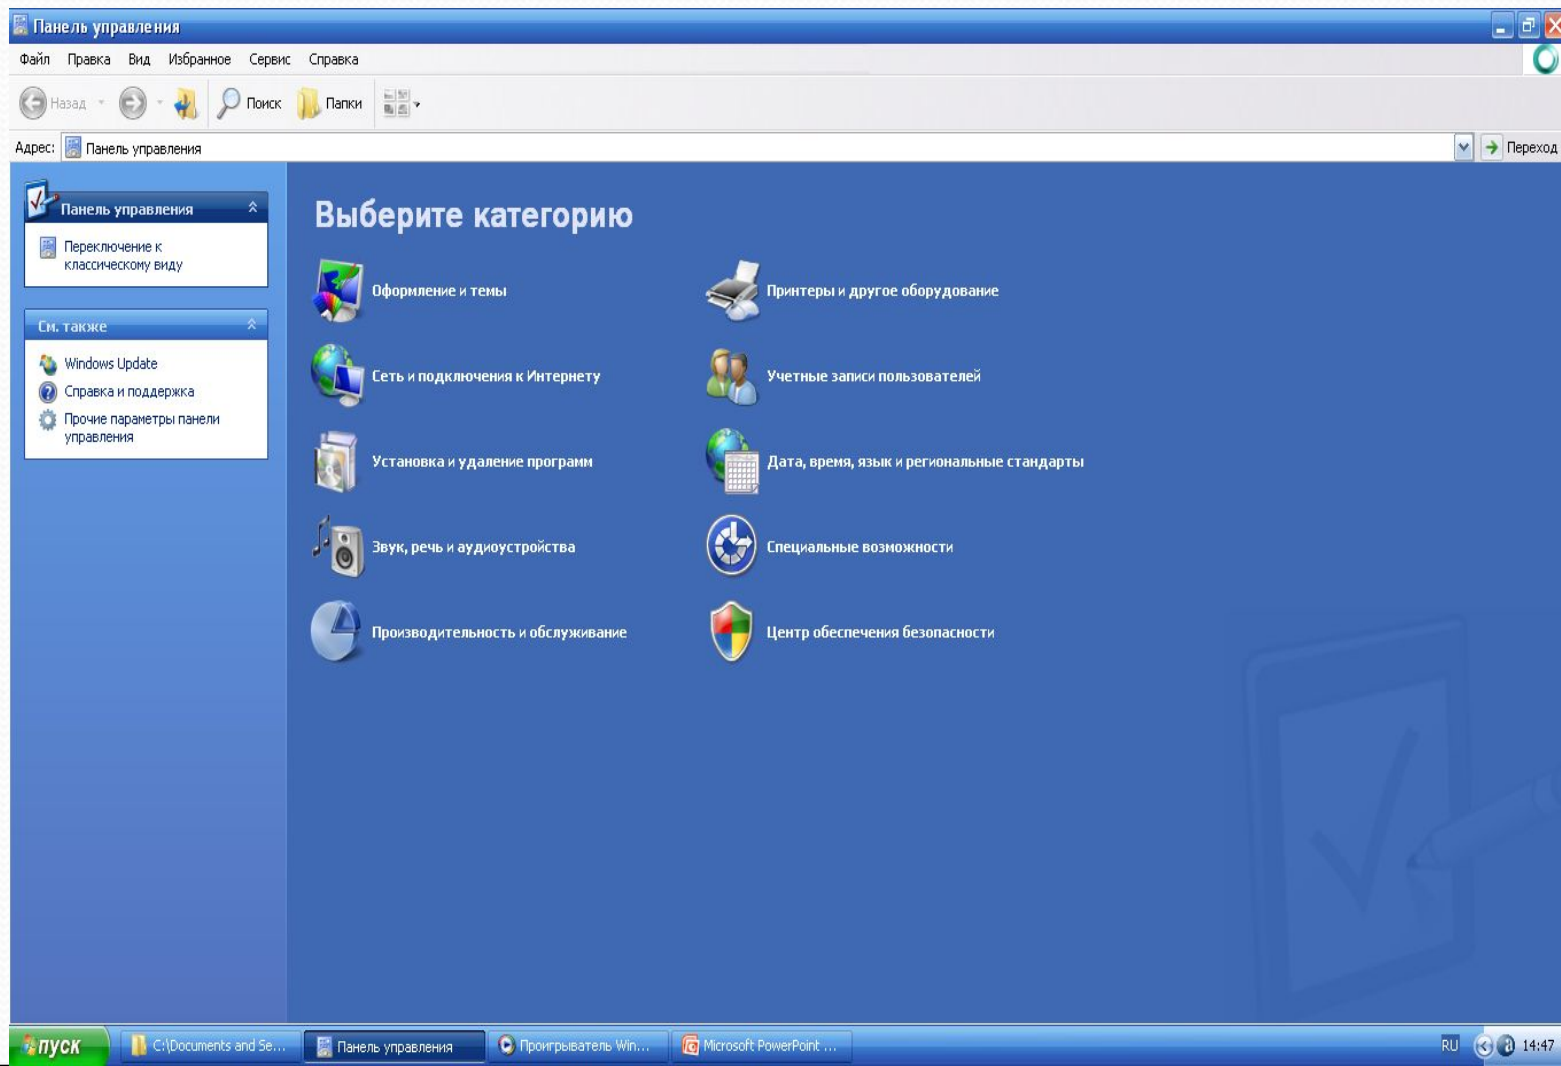 Панель управления
Файл Правка Вид Избранное Сервис Справка
Назад Поиск Папки
Адрес: Панель управления Переход
Панель управления
Переключение к
классическому виду
См. также
Windows Update
Справка и поддержка
Прочие параметры панели
управления
Выберите категорию
Оформление и темы
Принтеры и другое оборудование
Сеть и подключения к Интернету
Учетные записи пользователей
Установка и удаление программ
Дата, время, язык и региональные стандарты
Звук, речь и аудиоустройства
Специальные возможности
Производительность и обслуживание
Центр обеспечения безопасности
пуск C:\Documents and Se... Панель управления Проигрыватель Win... Microsoft PowerPoint ... RU 14:47